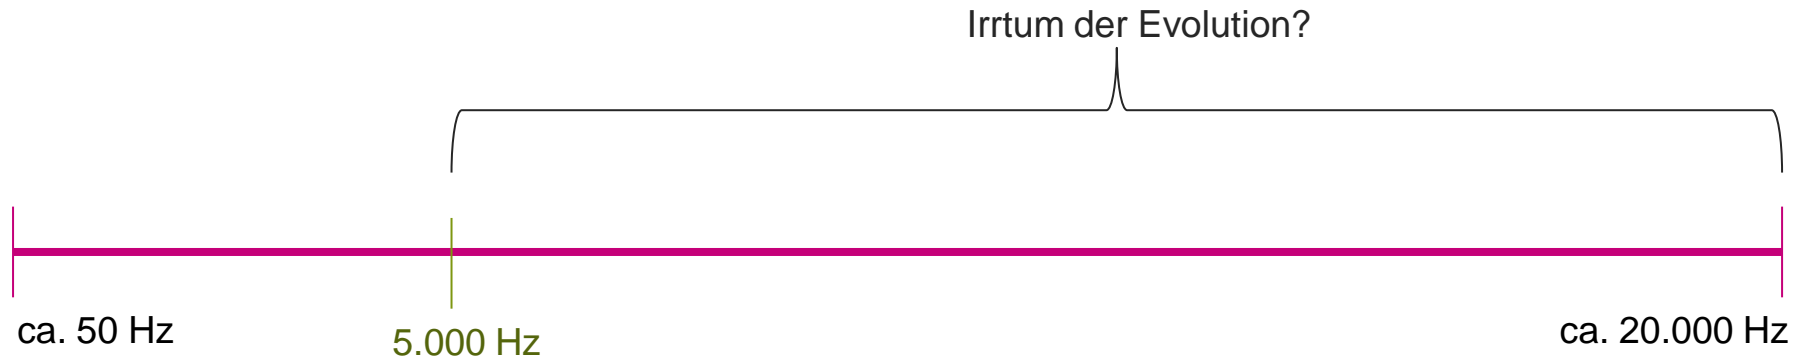 Irrtum der Evolution?
ca. 50 Hz
5.000 Hz
ca. 20.000 Hz